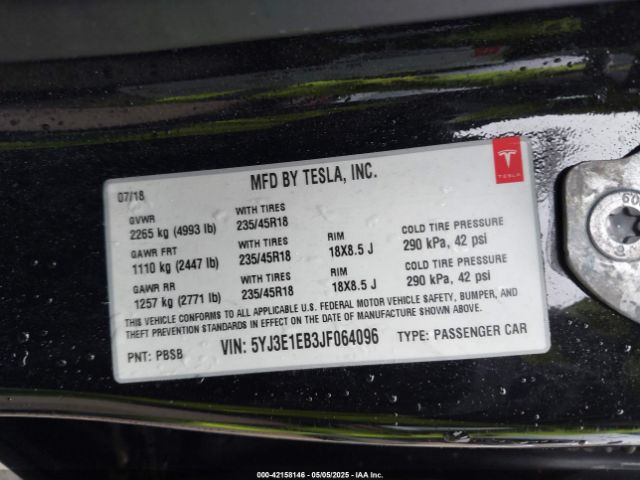 MFD BY TESLA, INC.
TESLA
07/18
GVWR WITH TIRES
2265 kg (4993 lb) 235/45R18
GAWR FRT WITH TIRES RIM COLD TIRE PRESSURE
1110 kg (2447 lb) 235/45R18 18X8.5 J 290 kPa, 42 psi
GAWR RR WITH TIRES RIM COLD TIRE PRESSURE
1257 kg (2771 lb) 235/45R18 18X8.5 J 290 kPa, 42 psi
THIS VEHICLE CONFORMS TO ALL APPLICABLE U.S. FEDERAL MOTOR VEHICLE SAFETY, BUMPER, AND
THEFT PREVENTION STANDARDS IN EFFECT ON THE DATE OF MANUFACTURE SHOWN ABOVE.
PNT: PBSB VIN: 5YJ3E1EB3JF064096 TYPE: PASSENGER CAR
000-42158146 - 05/05/2025 - IAA Inc.